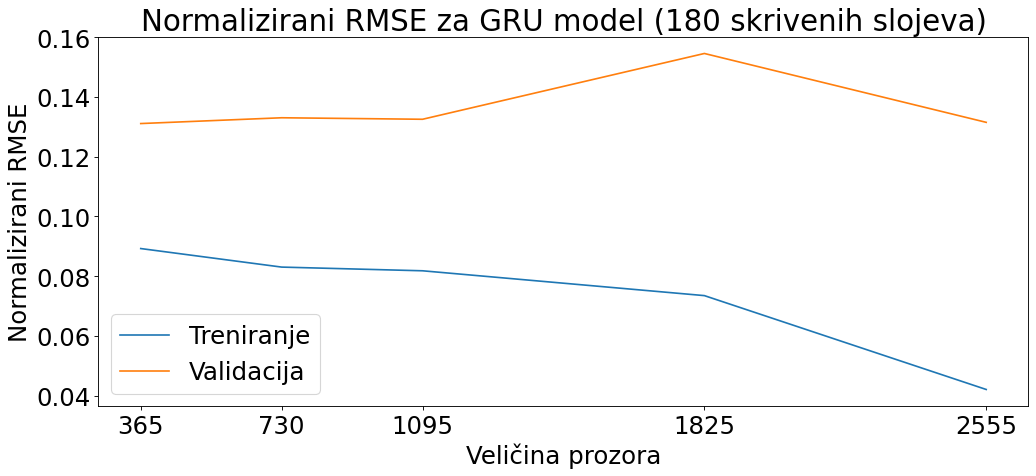 Normalizirani RMSE za GRU model (180 skrivenih slojeva)
0.16
0.14
0.12
0.10
0.08
0.06
0.04
Normalizirani RMSE
Treniranje
Validacija
365 730 1095 1825 2555
Veličina prozora